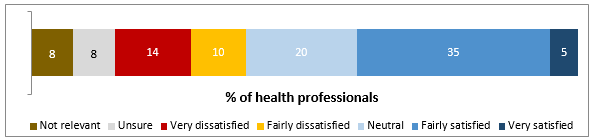 8 8 14 10 20 35 5
% of health professionals
Not relevant Unsure Very dissatisfied Fairly dissatisfied Neutral Fairly satisfied Very satisfied